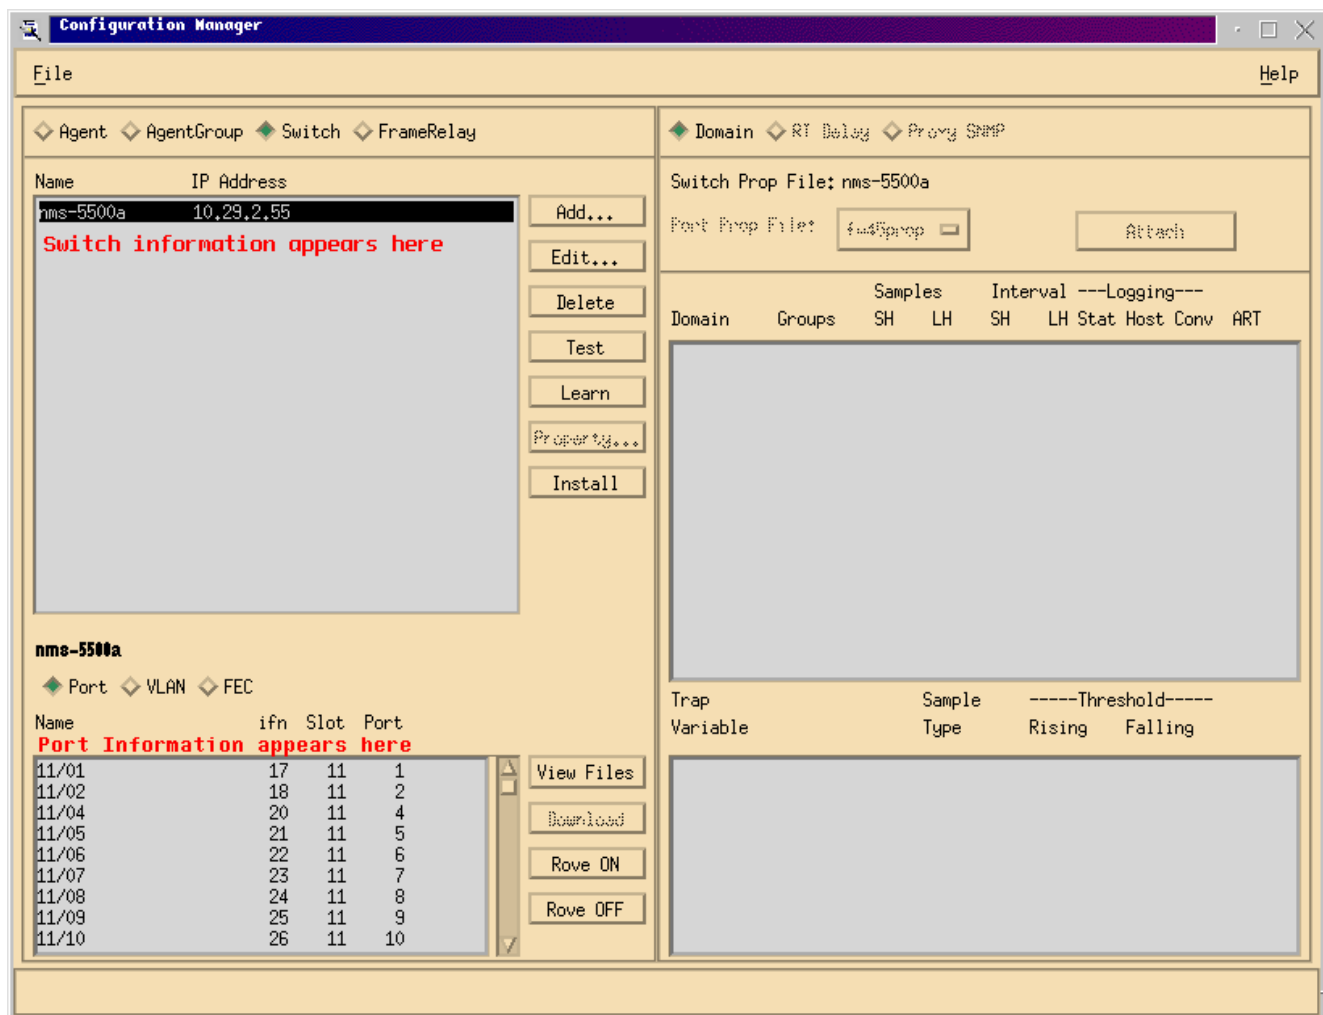 Configuration Manager
File Help
Agent AgentGroup Switch FrameRelay
Name IP Address
nms-5500a 10.29.2.55
Switch information appears here
Add...
Edit...
Delete
Test
Learn
Property...
Install
nms-5500a
Port VLAN FEC
Name ifn Slot Port
Port Information appears here
11/01 17 11 1
11/02 18 11 2
11/04 20 11 4
11/05 21 11 5
11/06 22 11 6
11/07 23 11 7
11/08 24 11 8
11/09 25 11 9
11/10 26 11 10
View Files
Download
Rove ON
Rove OFF
Domain RT Delay Proxy SNMP
Switch Prop File: nms-5500a
Port Prop File: Attach
Samples Interval ---Logging---
Domain Groups SH LH SH LH Stat Host Conv ART
Trap Sample -----Threshold-----
Variable Type Rising Falling